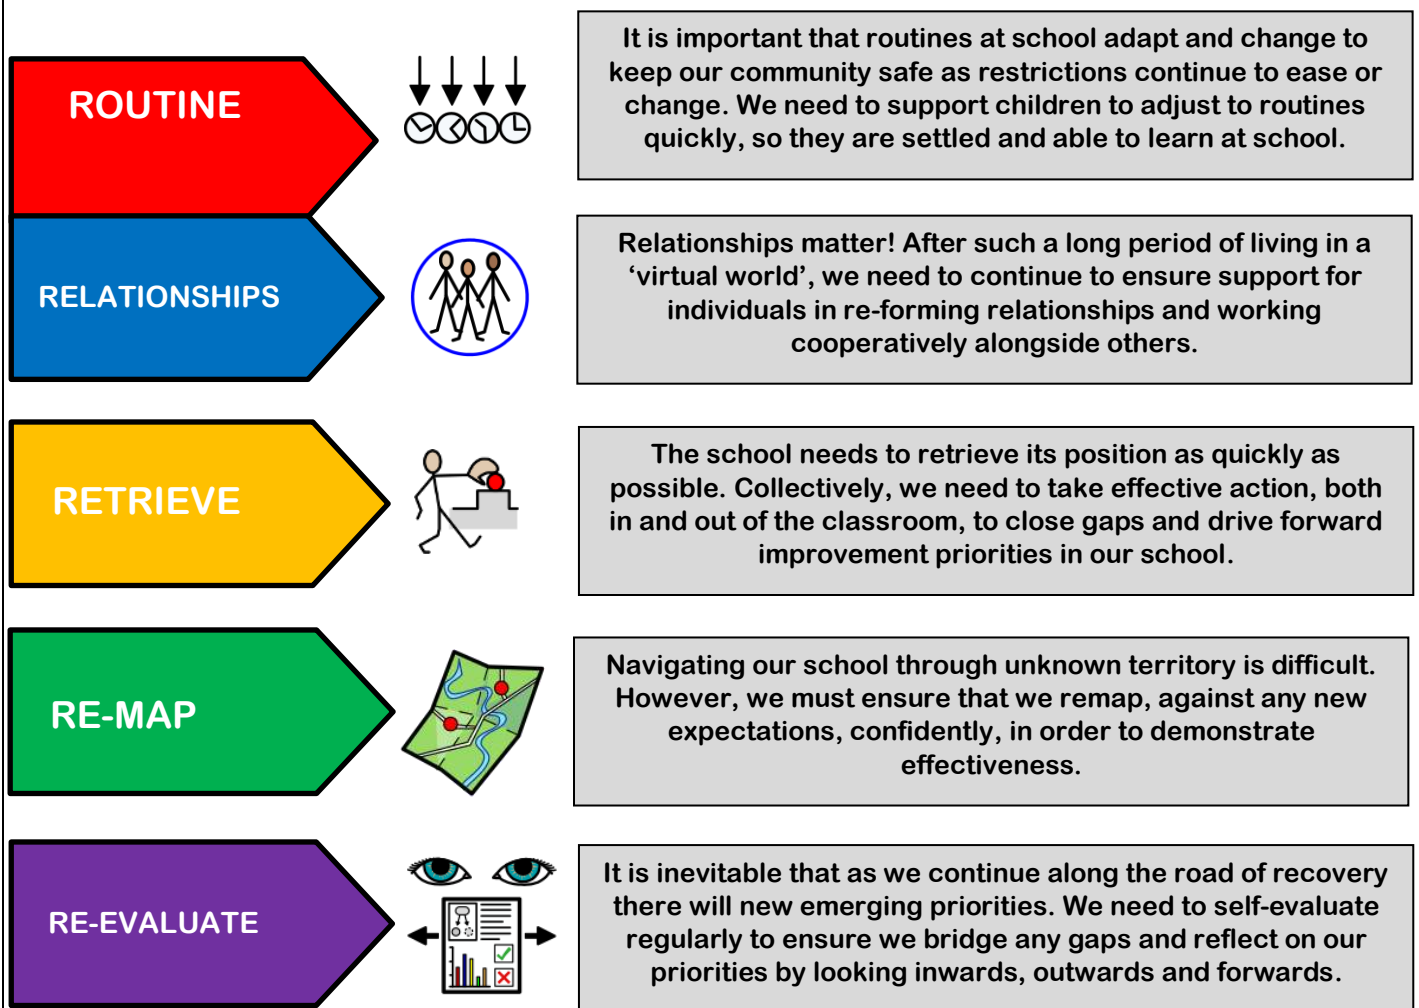 ROUTINE
It is important that routines at school adapt and change to
keep our community safe as restrictions continue to ease or
change. We need to support children to adjust to routines
quickly, so they are settled and able to learn at school.
RELATIONSHIPS
Relationships matter! After such a long period of living in a
‘virtual world’, we need to continue to ensure support for
individuals in re-forming relationships and working
cooperatively alongside others.
RETRIEVE
The school needs to retrieve its position as quickly as
possible. Collectively, we need to take effective action, both
in and out of the classroom, to close gaps and drive forward
improvement priorities in our school.
RE-MAP
Navigating our school through unknown territory is difficult.
However, we must ensure that we remap, against any new
expectations, confidently, in order to demonstrate
effectiveness.
RE-EVALUATE
It is inevitable that as we continue along the road of recovery
there will new emerging priorities. We need to self-evaluate
regularly to ensure we bridge any gaps and reflect on our
priorities by looking inwards, outwards and forwards.